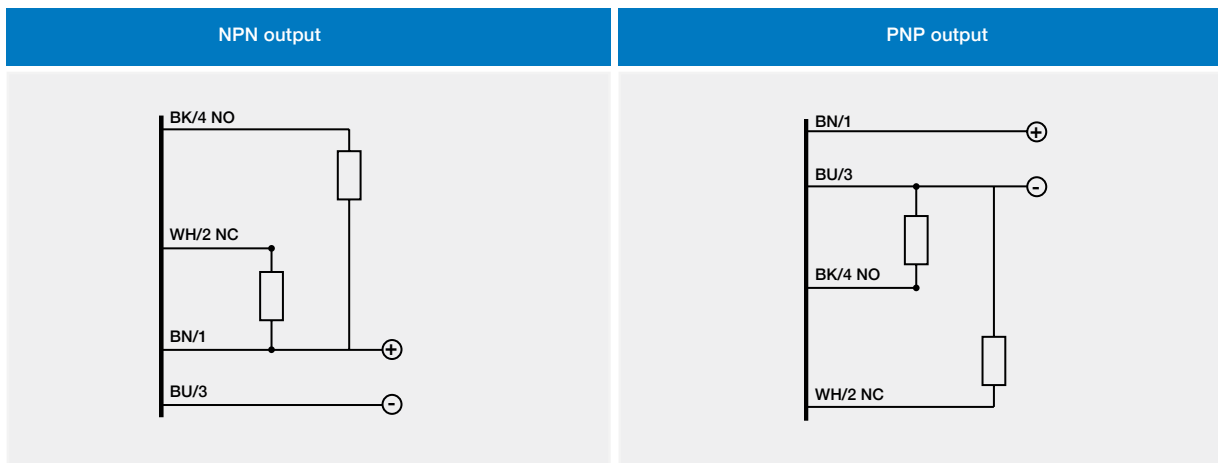 NPN output
PNP output
BK/4 NO
WH/2 NC
BN/1
+
BU/3
-
BN/1
+
BU/3
-
BK/4 NO
WH/2 NC